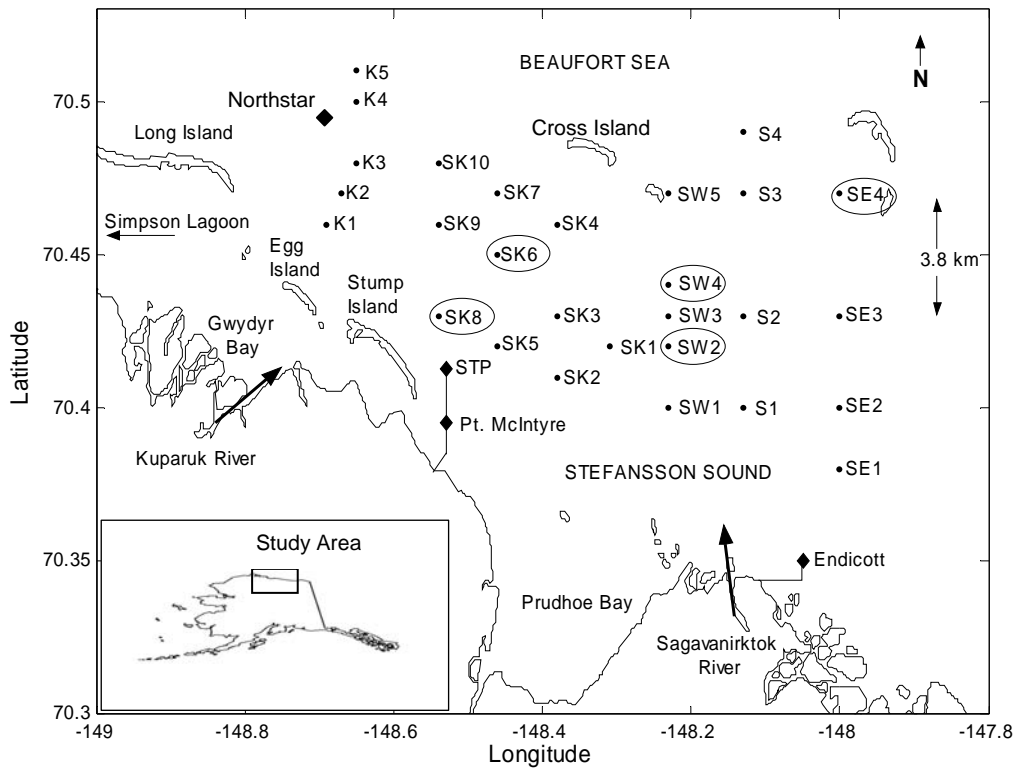 BEAUFORT SEA
N
K5
K4
Northstar
70.5
Long Island
Cross Island
S4
K3
SK10
K2
SK7
SW5
S3
SE4
Simpson Lagoon
K1
SK9
SK4
3.8 km
Egg
Island
SK6
70.45
Stump
Island
SW4
Gwydyr
Bay
SK8
SK3
SW3
S2
SE3
SK5
SK1
SW2
STP
SK2
Latitude
70.4
SW1
S1
SE2
Pt. McIntyre
Kuparuk River
STEFANSSON SOUND
SE1
Study Area
70.35
Endicott
Prudhoe Bay
Sagavanirktok
River
70.3
-149
-148.8
-148.6
-148.4
-148.2
-148
-147.8
Longitude